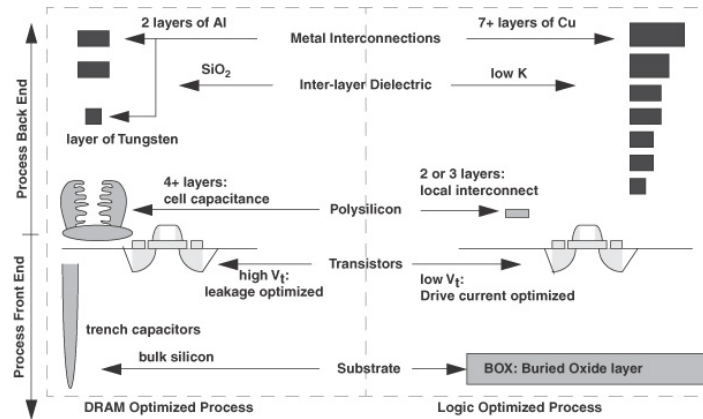 2 layers of Al
Metal Interconnections
7+ layers of Cu
SiO2
Inter-layer Dielectric
low K
layer of Tungsten
4+ layers:
cell capacitance
Polysilicon
2 or 3 layers:
local interconnect
Transistors
high Vt:
leakage optimized
low Vt:
Drive current optimized
trench capacitors
bulk silicon
Substrate
BOX: Buried Oxide layer
DRAM Optimized Process
Logic Optimized Process
Process Back End
Process Front End